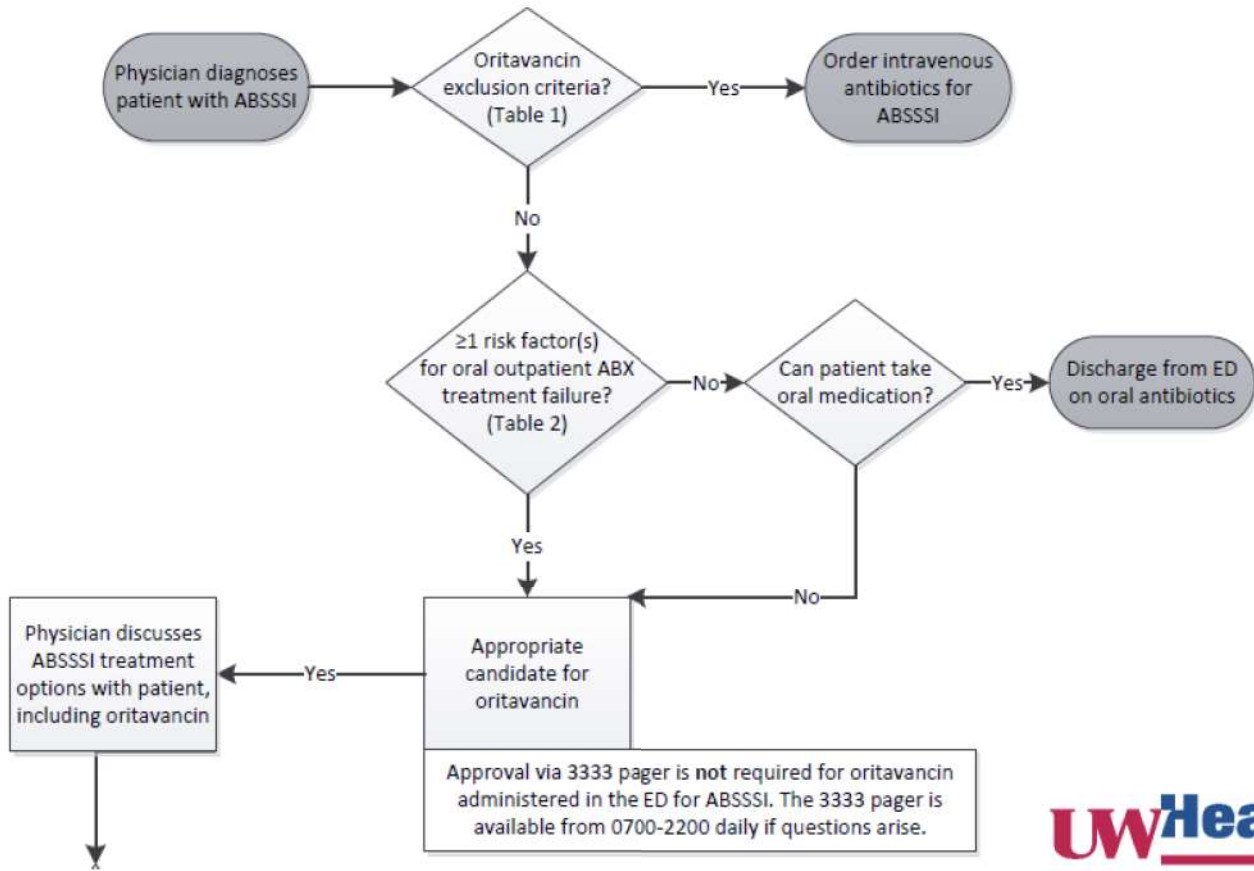 Physician diagnoses
patient with ABSSSI
Oritavancin
exclusion criteria?
(Table 1)
Yes
Order intravenous
antibiotics for
ABSSSI
No
≥1 risk factor(s)
for oral outpatient ABX
treatment failure?
(Table 2)
No
Can patient take
oral medication?
Yes
Discharge from ED
on oral antibiotics
Yes
No
Physician discusses
ABSSSI treatment
options with patient,
including oritavancin
Yes
Appropriate
candidate for
oritavancin
Approval via 3333 pager is not required for oritavancin
administered in the ED for ABSSSI. The 3333 pager is
available from 0700-2200 daily if questions arise.
UW